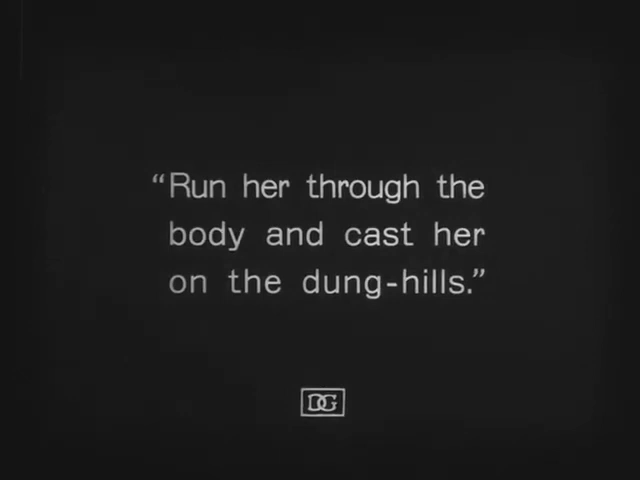 “Run her through the
body and cast her
on the dung-hills.”
DG